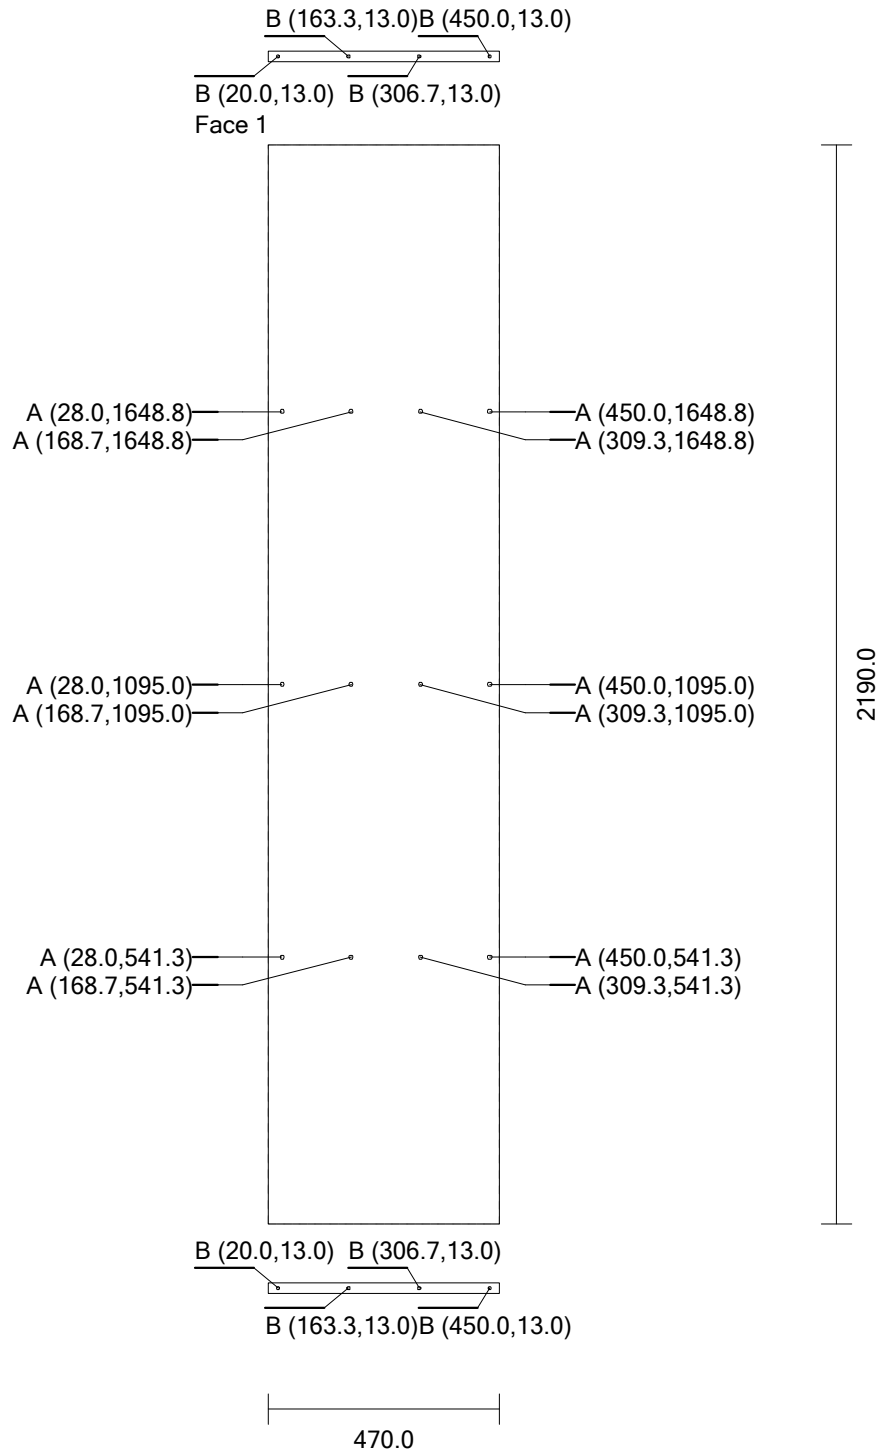 B (163.3,13.0)B (450.0,13.0)
B (20.0,13.0) B (306.7,13.0)
Face 1
A (28.0,1648.8) A (450.0,1648.8)
A (168.7,1648.8) A (309.3,1648.8)
A (28.0,1095.0) A (450.0,1095.0)
A (168.7,1095.0) A (309.3,1095.0)
2190.0
A (28.0,541.3) A (450.0,541.3)
A (168.7,541.3) A (309.3,541.3)
B (20.0,13.0) B (306.7,13.0)
B (163.3,13.0)B (450.0,13.0)
470.0